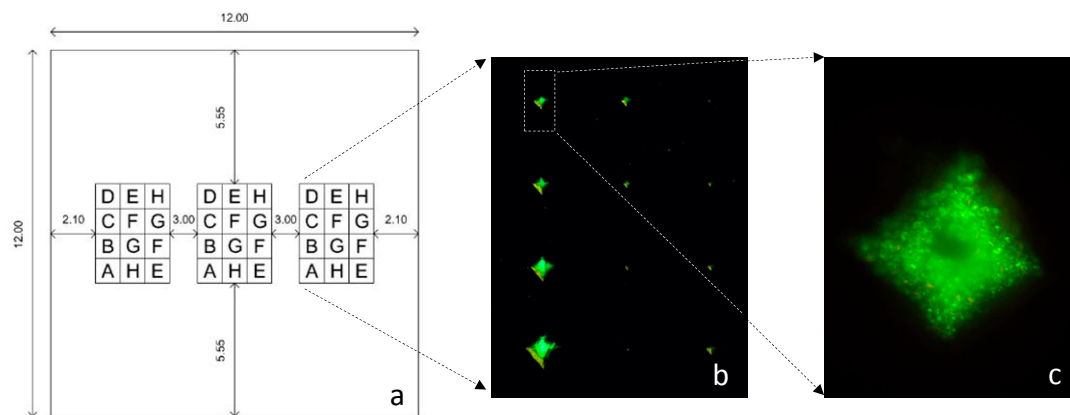 12.00
12.00
5.55
D E H D E H D E H
C F G C F G C F G
2.10 3.00 3.00 2.10
B G F B G F B G F
A H E A H E A H E
5.55
a
b
c